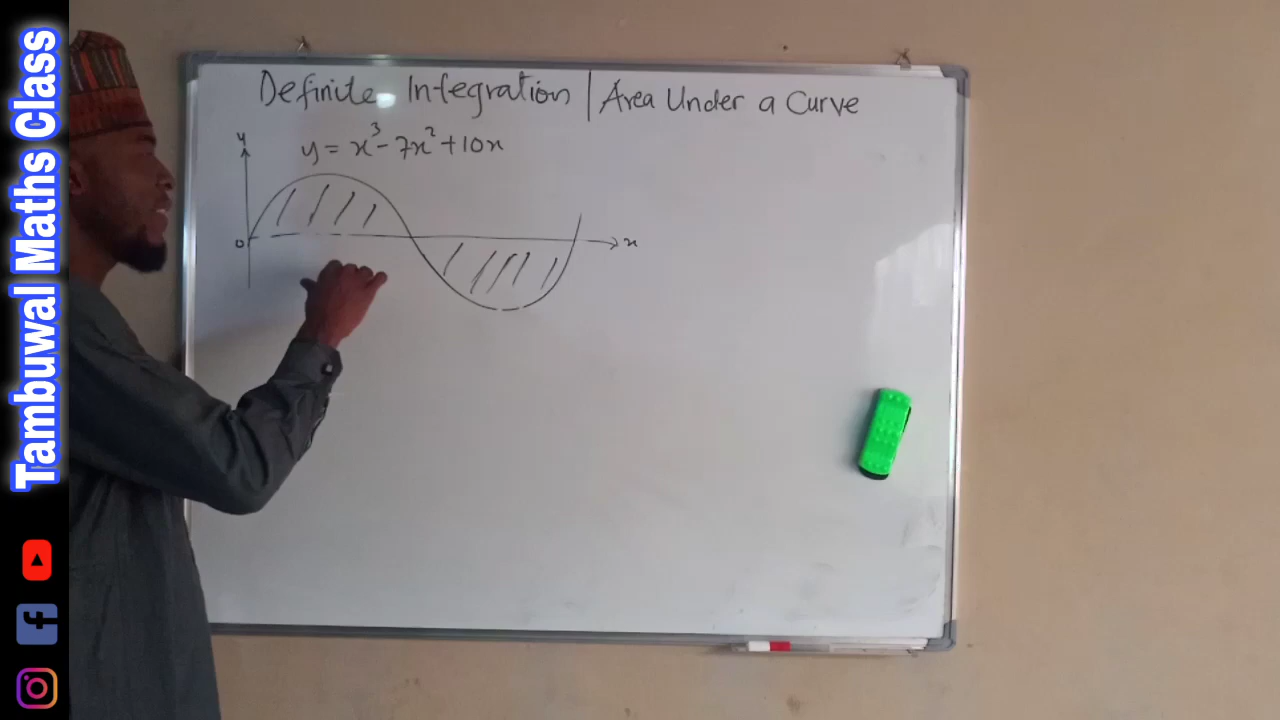 Tambuwal Maths Class
Definite Integration | Area Under a Curve
y = x³ - 7x² + 10x
y
0
x